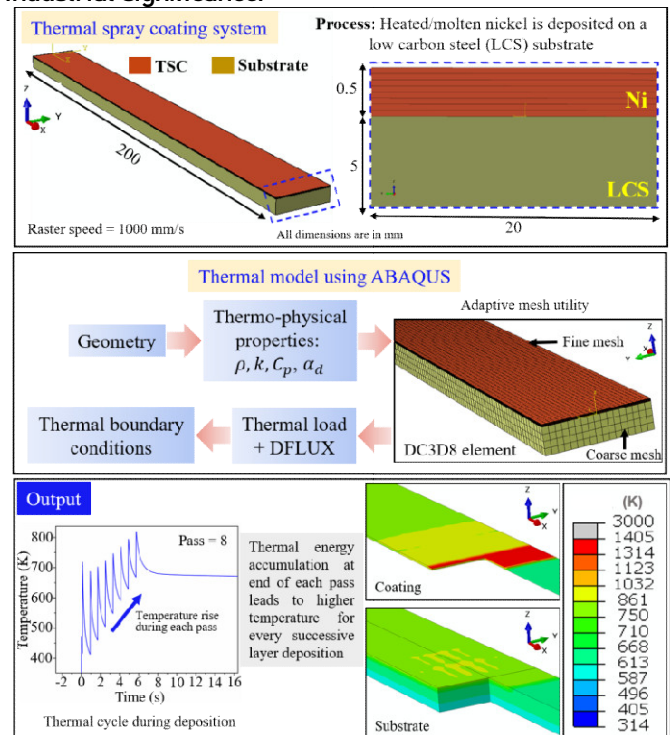 Industrial significance.
Thermal spray coating system
Process: Heated/molten nickel is deposited on a
low carbon steel (LCS) substrate
TSC
Substrate
Z
Y
X
200
Raster speed = 1000 mm/s
0.5
5
Ni
LCS
20
All dimensions are in mm
Thermal model using ABAQUS
Geometry
Thermo-physical
properties:
ρ, k, C_p, α_d
Adaptive mesh utility
Fine mesh
Z
Y
X
Thermal boundary
conditions
Thermal load
+ DFLUX
DC3D8 element
Coarse mesh
Output
Temperature (K)
800
700
600
500
400
Pass = 8
Temperature rise
during each pass
-2 0 2 4 6 8 10 12 14 16
Time (s)
Thermal cycle during deposition
Thermal energy
accumulation at
end of each pass
leads to higher
temperature for
every successive
layer deposition
Z
Y
X
Coating
Z
Y
X
Substrate
(K)
3000
1405
1314
1123
1032
861
750
710
668
613
587
496
405
314